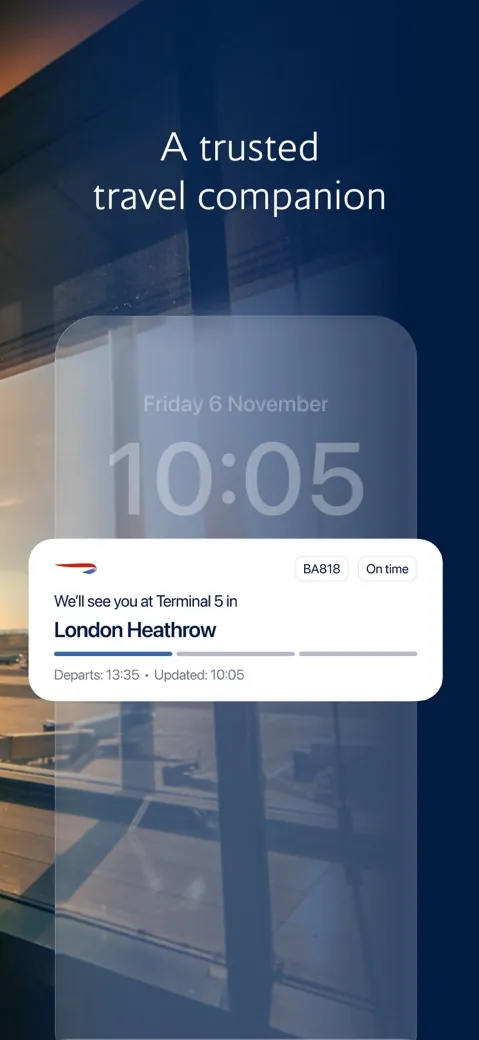 A trusted
travel companion
Friday 6 November
10:05
BA818 On time
We'll see you at Terminal 5 in
London Heathrow
Departs: 13:35 • Updated: 10:05